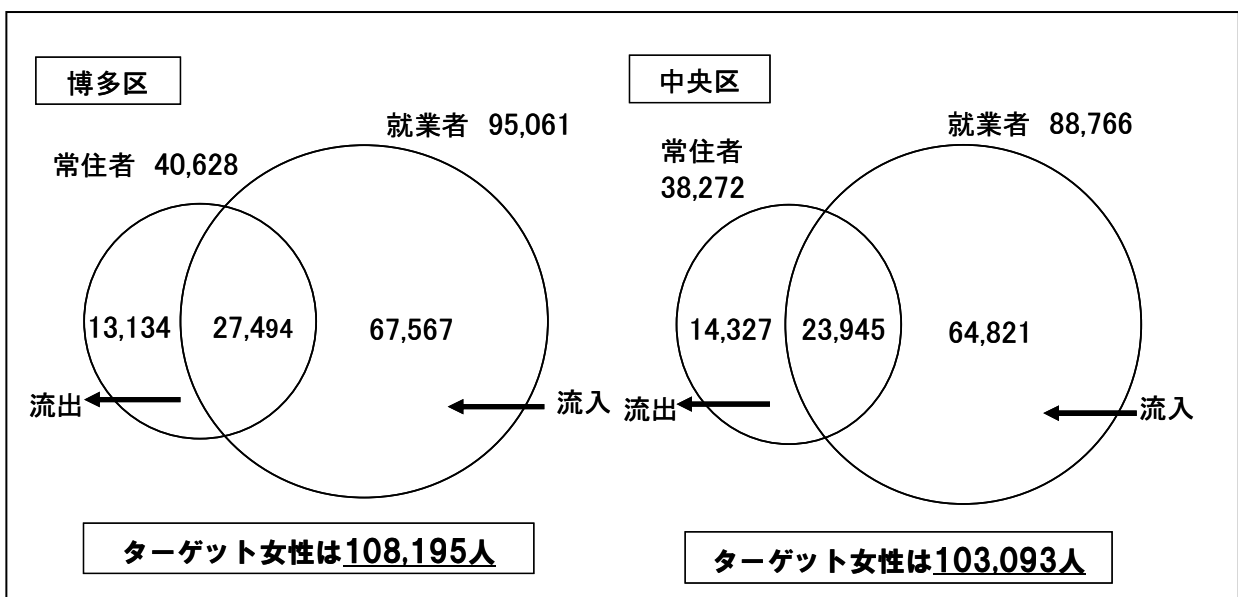 博多区
就業者 95,061
常住者 40,628
13,134
27,494
67,567
流出
流入
ターゲット女性は108,195人
中央区
就業者 88,766
常住者
38,272
14,327
23,945
64,821
流出
流入
ターゲット女性は103,093人